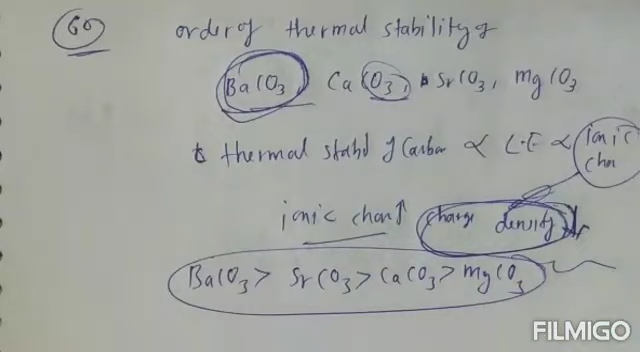 60 order of thermal stability of
BaCO3 CaCO3, SrCO3, MgCO3
thermal stabil of Carbon ∝ L.E ∝ ionic
char
ionic char↑ charge density↓
BaCO3 > SrCO3 > CaCO3 > MgCO3
FILMIGO